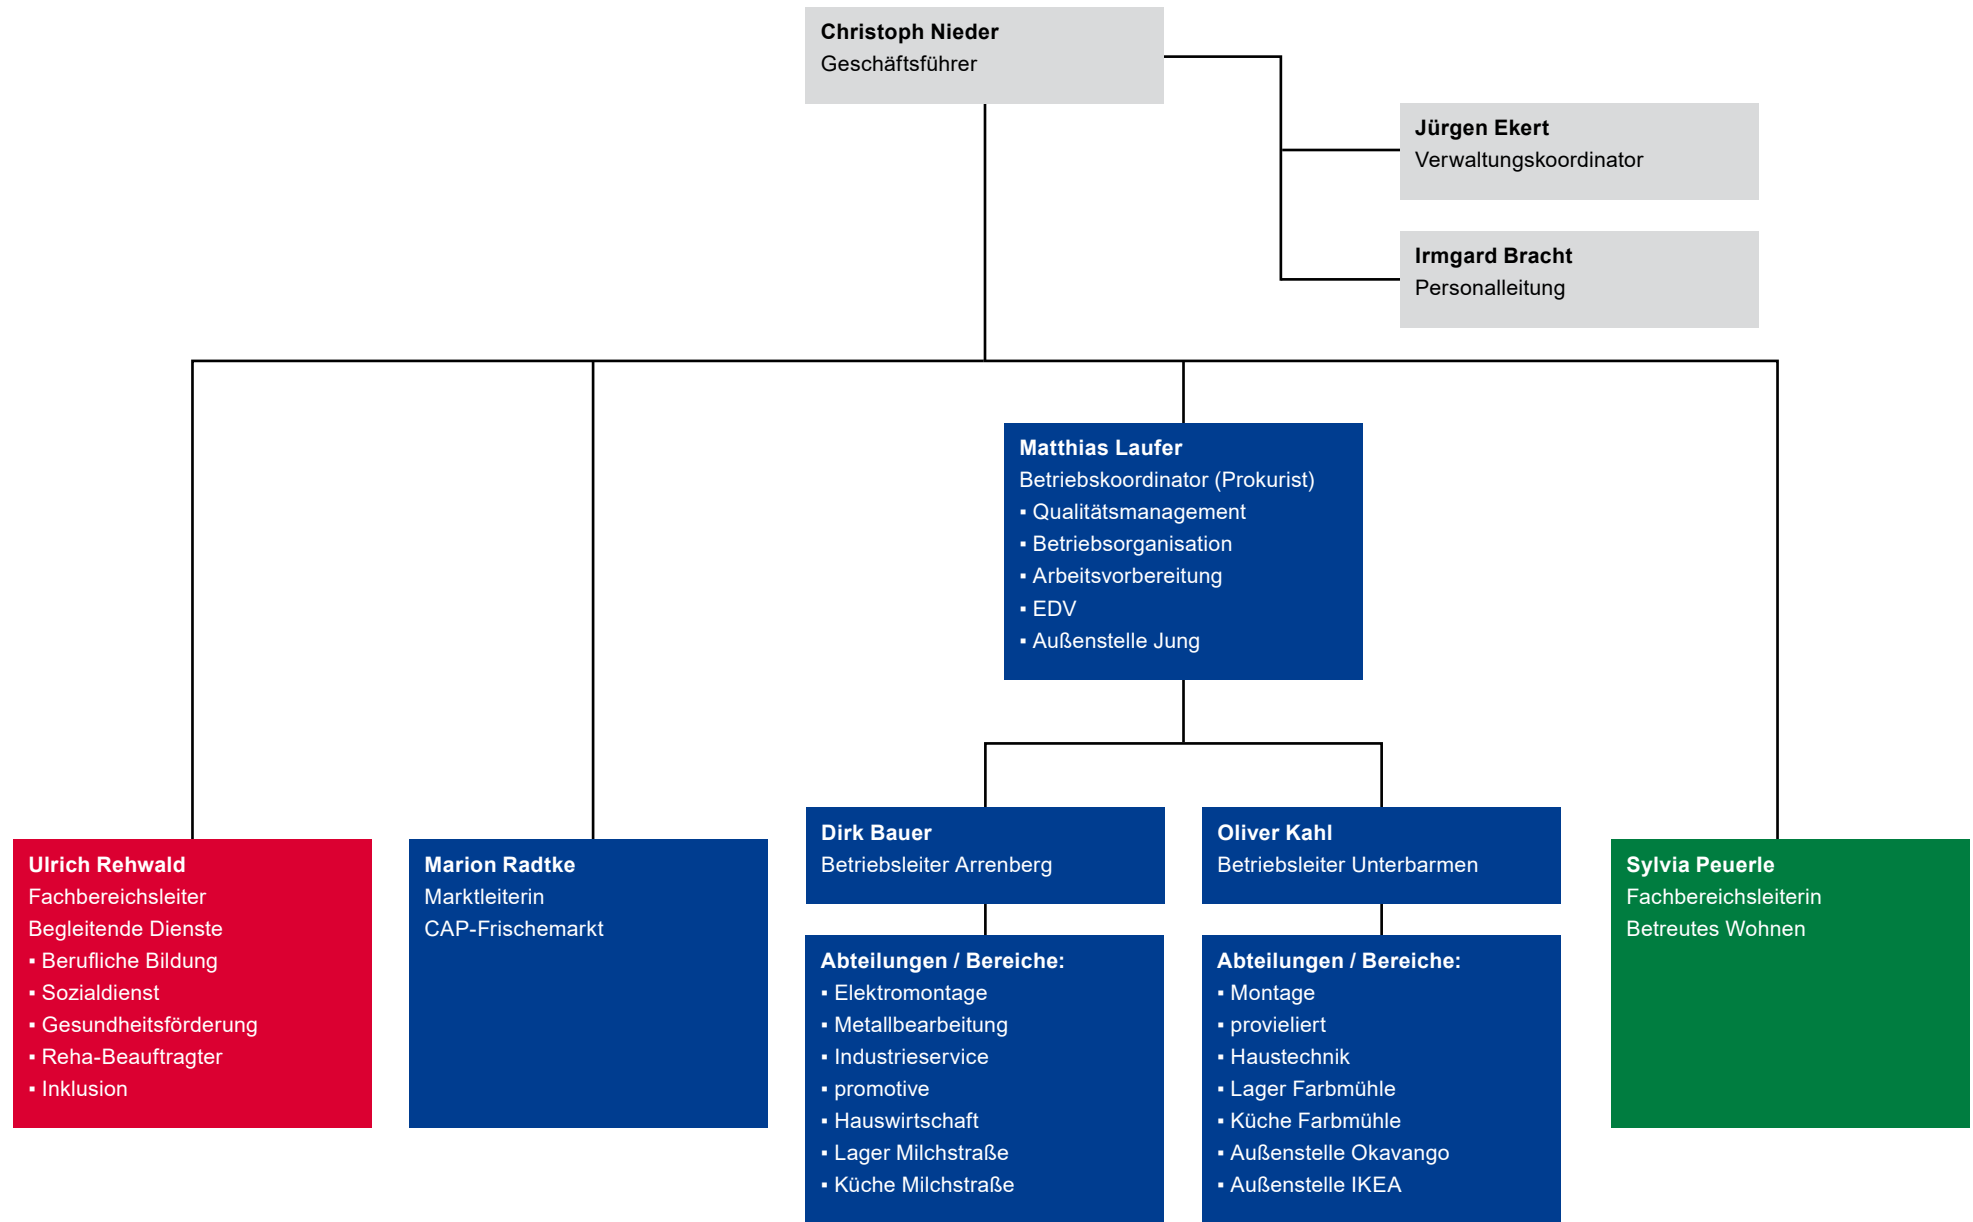 Christoph Nieder
Geschäftsführer
Jürgen Ekert
Verwaltungskoordinator
Irmgard Bracht
Personalleitung
Matthias Laufer
Betriebskoordinator (Prokurist)
▪ Qualitätsmanagement
▪ Betriebsorganisation
▪ Arbeitsvorbereitung
▪ EDV
▪ Außenstelle Jung
Ulrich Rehwald
Fachbereichsleiter
Begleitende Dienste
▪ Berufliche Bildung
▪ Sozialdienst
▪ Gesundheitsförderung
▪ Reha-Beauftragter
▪ Inklusion
Marion Radtke
Marktleiterin
CAP-Frischemarkt
Dirk Bauer
Betriebsleiter Arrenberg
Abteilungen / Bereiche:
▪ Elektromontage
▪ Metallbearbeitung
▪ Industrieservice
▪ promotive
▪ Hauswirtschaft
▪ Lager Milchstraße
▪ Küche Milchstraße
Oliver Kahl
Betriebsleiter Unterbarmen
Abteilungen / Bereiche:
▪ Montage
▪ provieliert
▪ Haustechnik
▪ Lager Farbmühle
▪ Küche Farbmühle
▪ Außenstelle Okavango
▪ Außenstelle IKEA
Sylvia Peuerle
Fachbereichsleiterin
Betreutes Wohnen